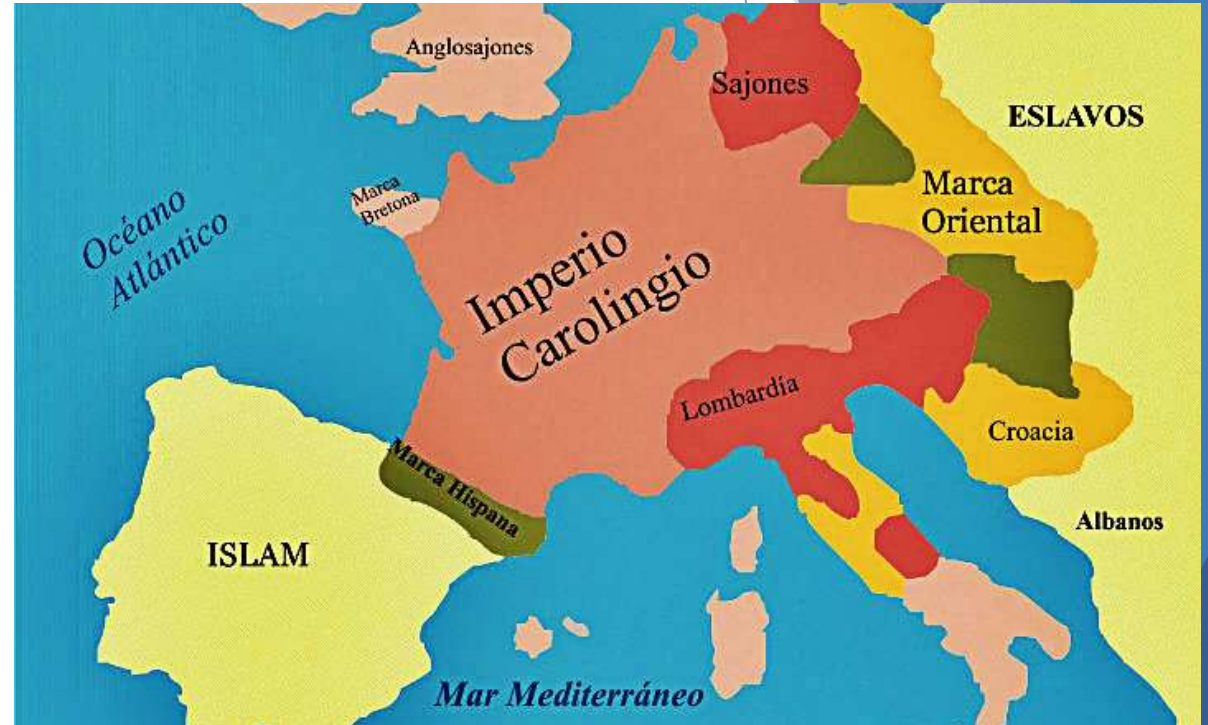 Anglosajones
Sajones
ESLAVOS
Marca
Bretona
Marca
Oriental
Océano
Atlántico
Imperio
Carolingio
Lombardía
Croacia
Marca Hispana
Albanos
ISLAM
Mar Mediterráneo